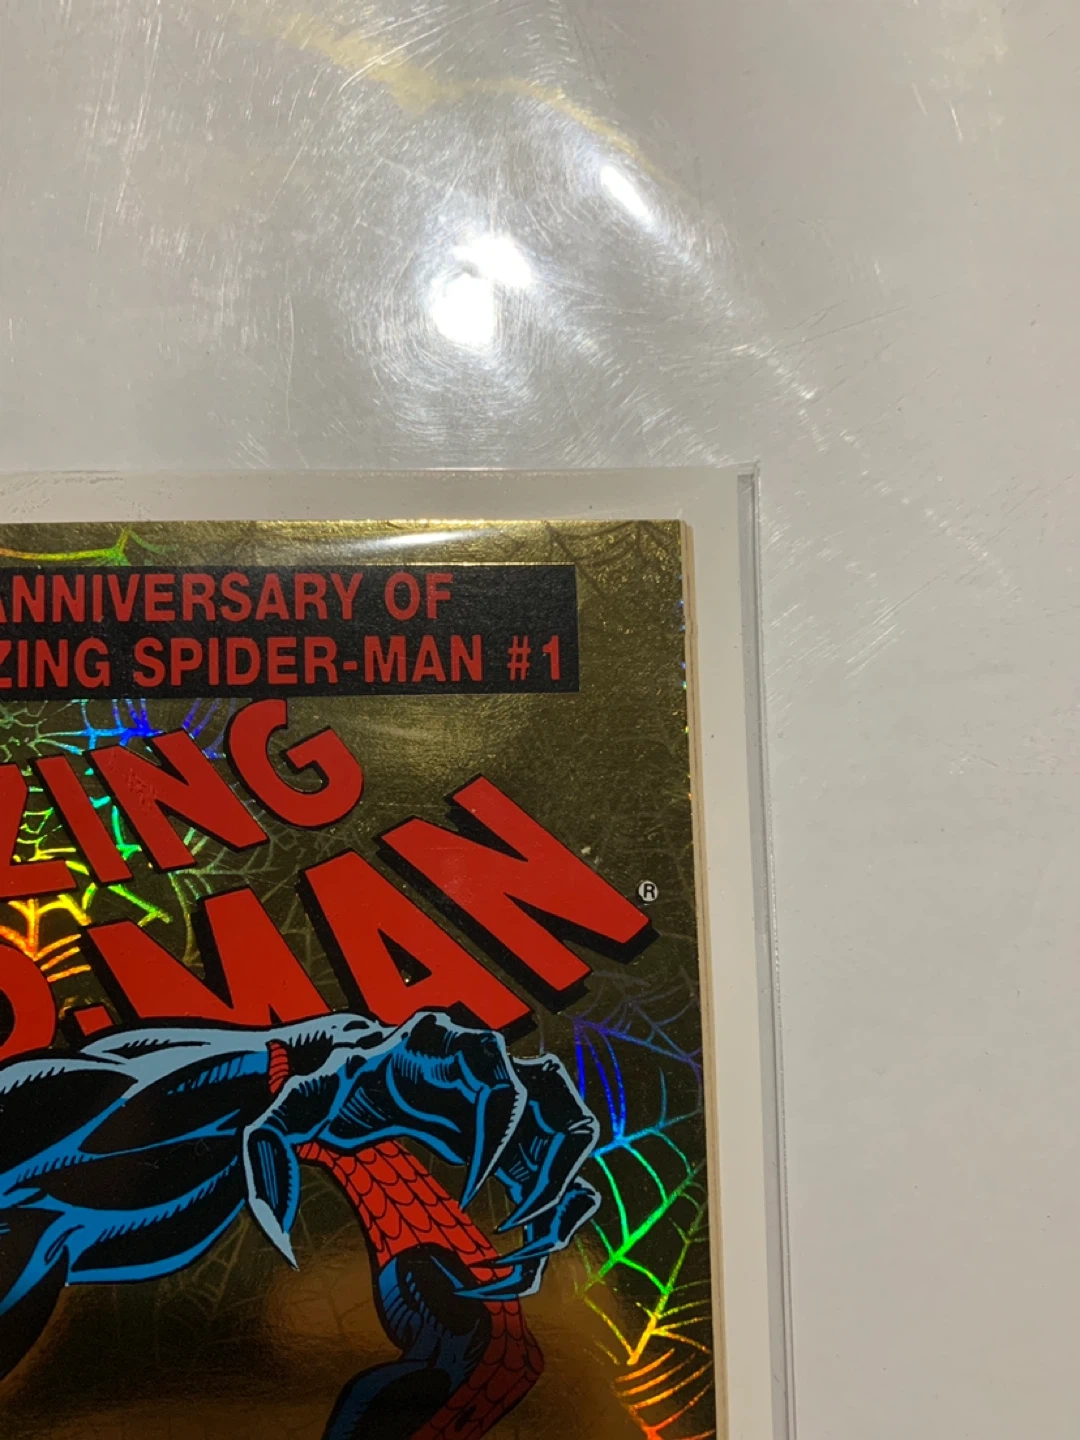 ANNIVERSARY OF
ZING SPIDER-MAN #1
ZING
D-MAN ®